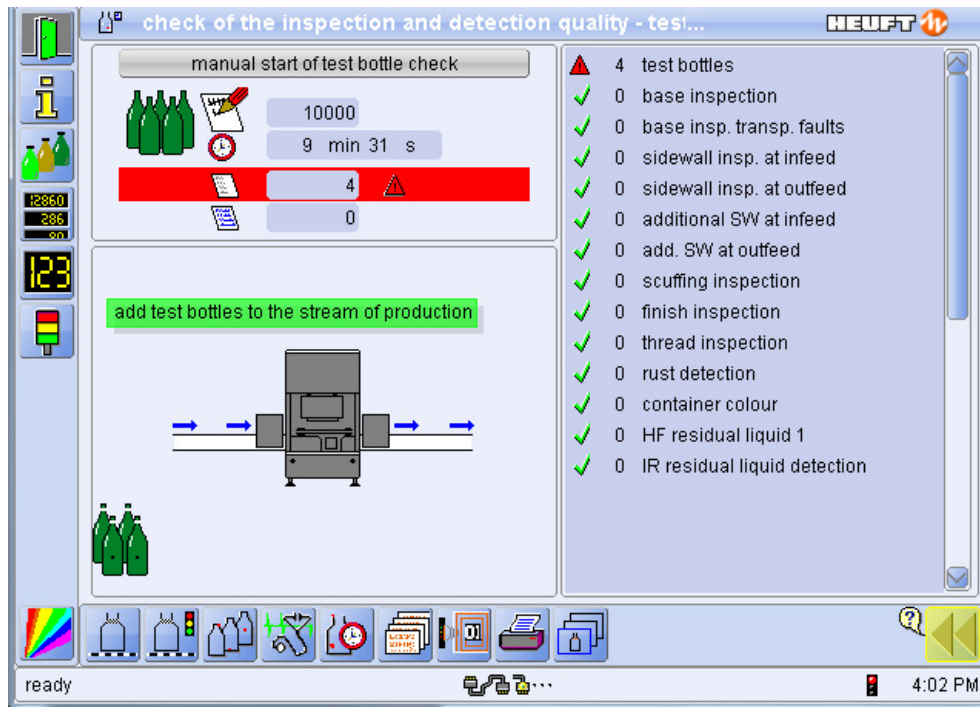 check of the inspection and detection quality - test...
HEUFT
manual start of test bottle check
10000
9 min 31 s
4
0
add test bottles to the stream of production
4 test bottles
0 base inspection
0 base insp. transp. faults
0 sidewall insp. at infeed
0 sidewall insp. at outfeed
0 additional SW at infeed
0 add. SW at outfeed
0 scuffing inspection
0 finish inspection
0 thread inspection
0 rust detection
0 container colour
0 HF residual liquid 1
0 IR residual liquid detection
12860
286
90
123
ready
4:02 PM